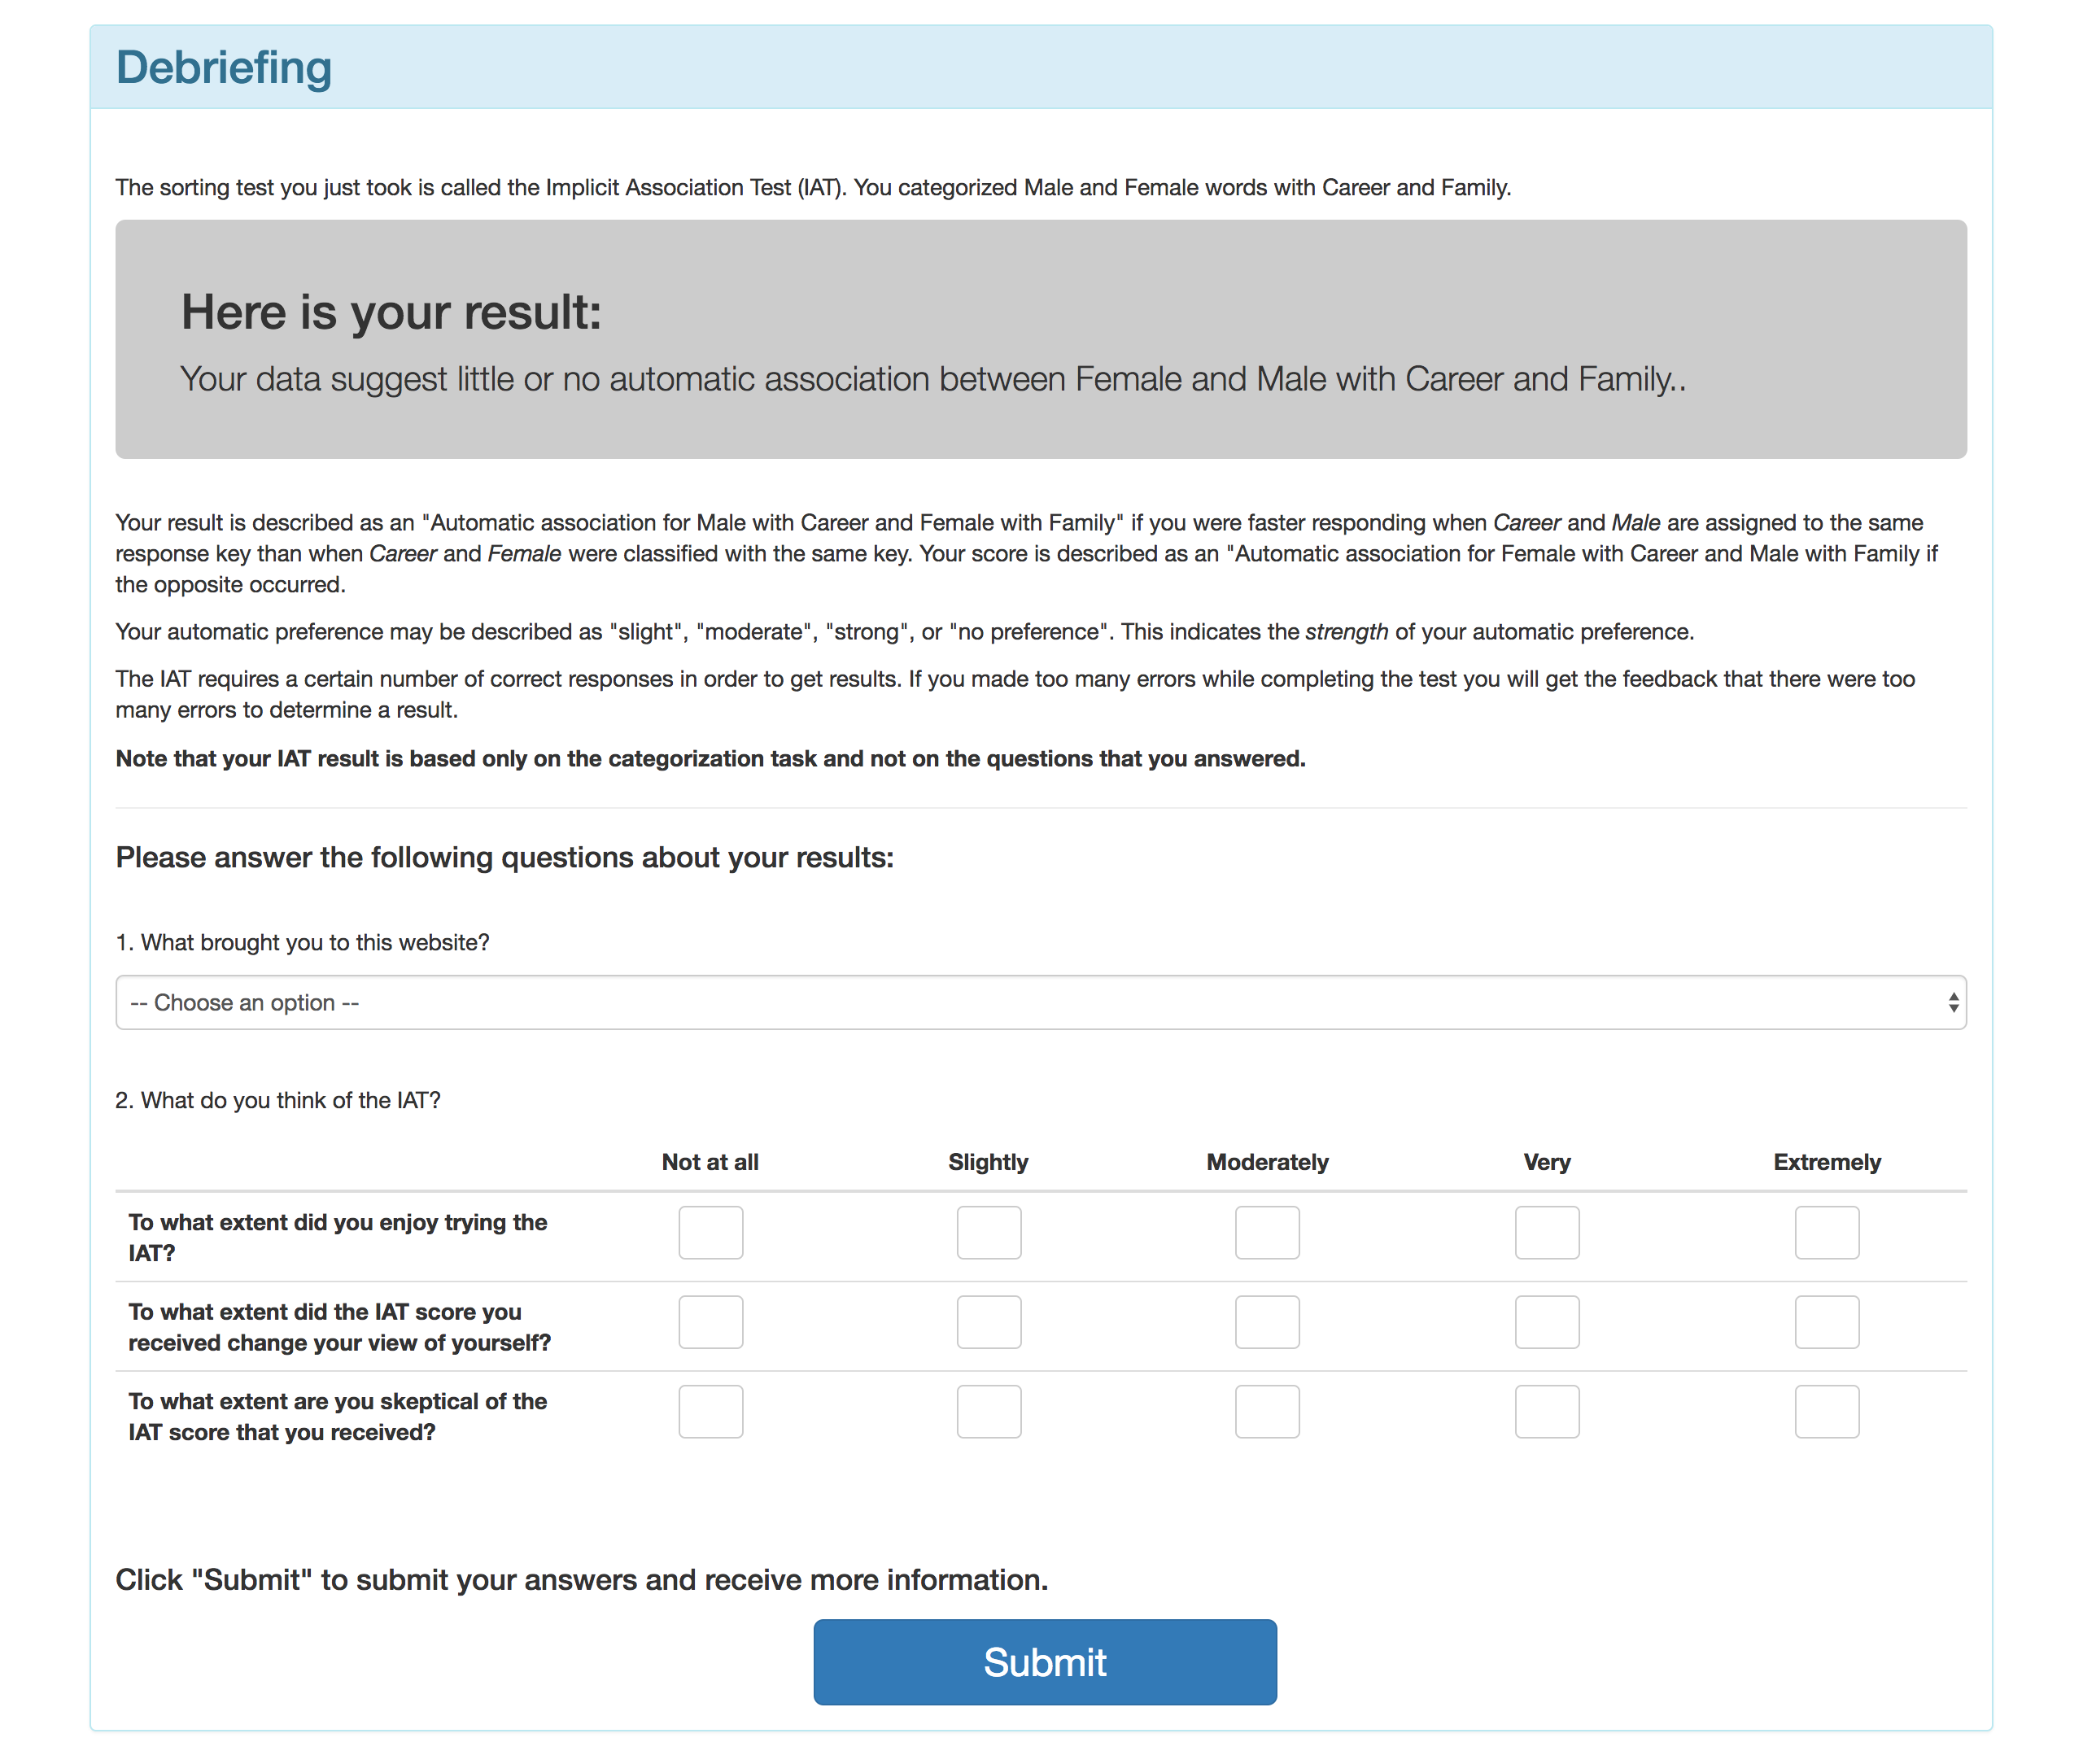 Debriefing
The sorting test you just took is called the Implicit Association Test (IAT). You categorized Male and Female words with Career and Family.
Here is your result:
Your data suggest little or no automatic association between Female and Male with Career and Family..
Your result is described as an "Automatic association for Male with Career and Female with Family" if you were faster responding when Career and Male are assigned to the same
response key than when Career and Female were classified with the same key. Your score is described as an "Automatic association for Female with Career and Male with Family if
the opposite occurred.
Your automatic preference may be described as "slight", "moderate", "strong", or "no preference". This indicates the strength of your automatic preference.
The IAT requires a certain number of correct responses in order to get results. If you made too many errors while completing the test you will get the feedback that there were too
many errors to determine a result.
Note that your IAT result is based only on the categorization task and not on the questions that you answered.
Please answer the following questions about your results:
1. What brought you to this website?
-- Choose an option --
2. What do you think of the IAT?
Not at all Slightly Moderately Very Extremely
To what extent did you enjoy trying the
IAT?
To what extent did the IAT score you
received change your view of yourself?
To what extent are you skeptical of the
IAT score that you received?
Click "Submit" to submit your answers and receive more information.
Submit